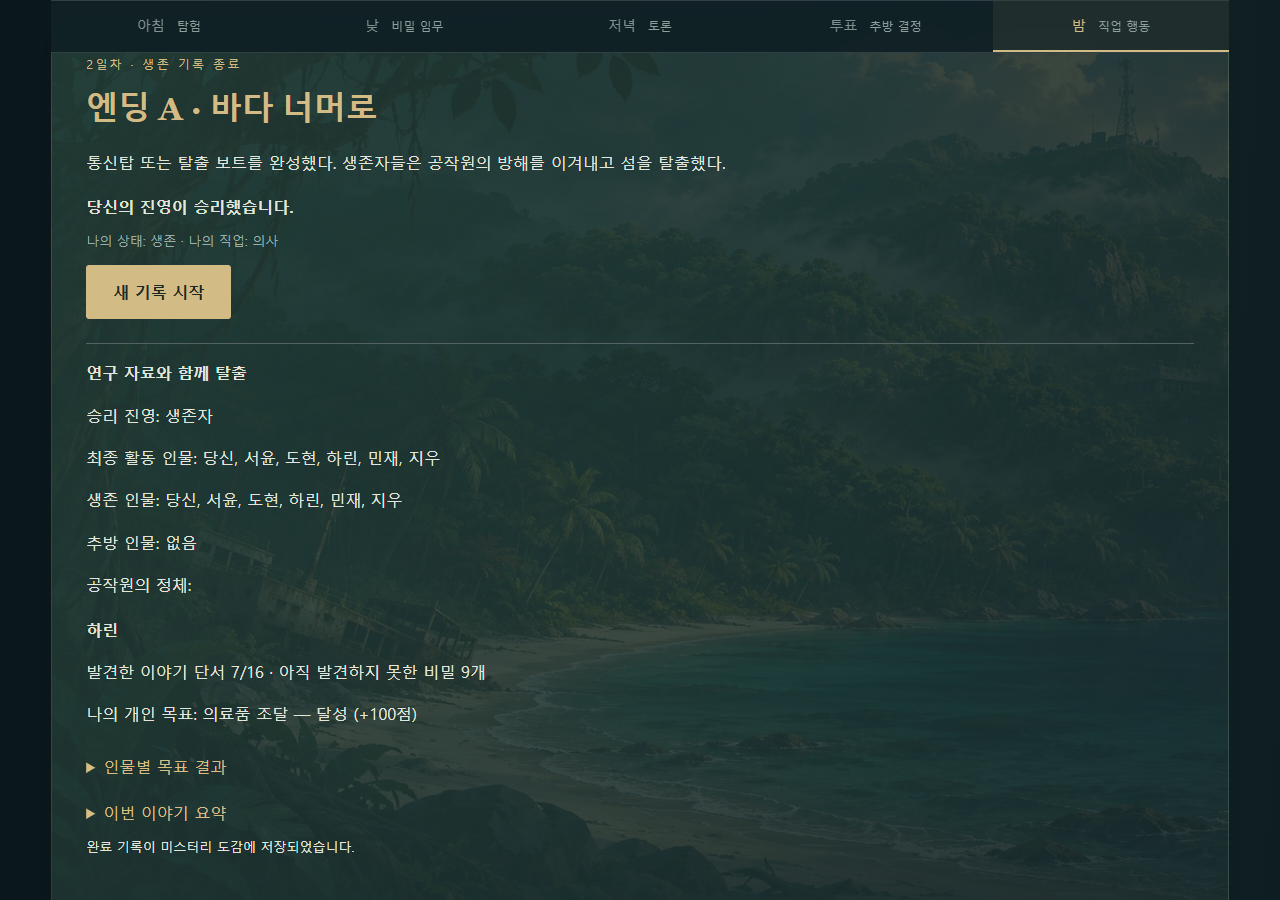 아침 탐험 낮 비밀 임무 저녁 토론 투표 추방 결정 밤 직업 행동
2일차 · 생존 기록 종료
엔딩 A · 바다 너머로
통신탑 또는 탈출 보트를 완성했다. 생존자들은 공작원의 방해를 이겨내고 섬을 탈출했다.
당신의 진영이 승리했습니다.
나의 상태: 생존 · 나의 직업: 의사
새 기록 시작
연구 자료와 함께 탈출
승리 진영: 생존자
최종 활동 인물: 당신, 서윤, 도현, 하린, 민재, 지우
생존 인물: 당신, 서윤, 도현, 하린, 민재, 지우
추방 인물: 없음
공작원의 정체:
하린
발견한 이야기 단서 7/16 · 아직 발견하지 못한 비밀 9개
나의 개인 목표: 의료품 조달 — 달성 (+100점)
▶ 인물별 목표 결과
▶ 이번 이야기 요약
완료 기록이 미스터리 도감에 저장되었습니다.